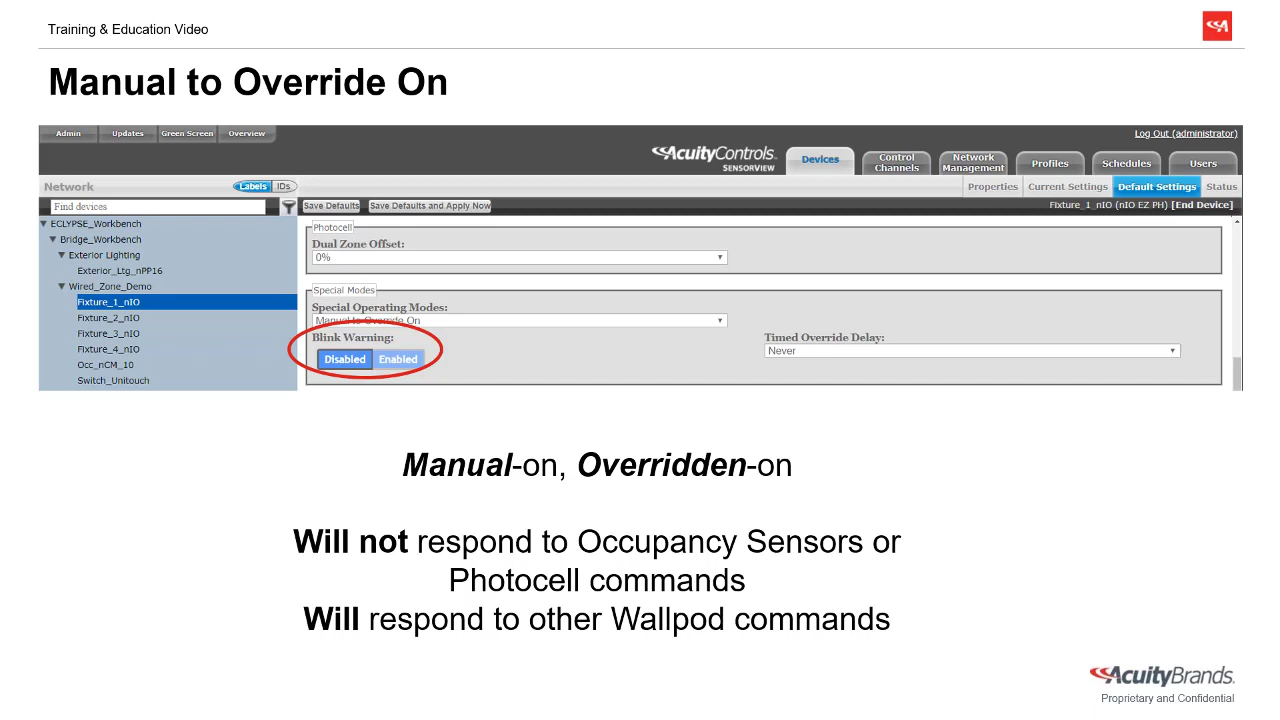 Training & Education Video
Manual to Override On
Admin Updates Green Screen Overview
Log Out (administrator)
AcuityControls.
SENSORVIEW
Devices Control Channels Network Management Profiles Schedules Users
Network Labels IDs
Properties Current Settings Default Settings Status
Find devices
Save Defaults Save Defaults and Apply Now
Fixture_1_nIO (nIO EZ PH) [End Device]
ECLYPSE_Workbench
Bridge_Workbench
Exterior Lighting
Exterior_Ltg_nPP16
Wired_Zone_Demo
Fixture_1_nIO
Fixture_2_nIO
Fixture_3_nIO
Fixture_4_nIO
Occ_nCM_10
Switch_Unitouch
Photocell
Dual Zone Offset:
0%
Special Modes
Special Operating Modes:
Manual to Override On
Blink Warning:
Disabled Enabled
Timed Override Delay:
Never
Manual-on, Overridden-on
Will not respond to Occupancy Sensors or
Photocell commands
Will respond to other Wallpod commands
AcuityBrands.
Proprietary and Confidential